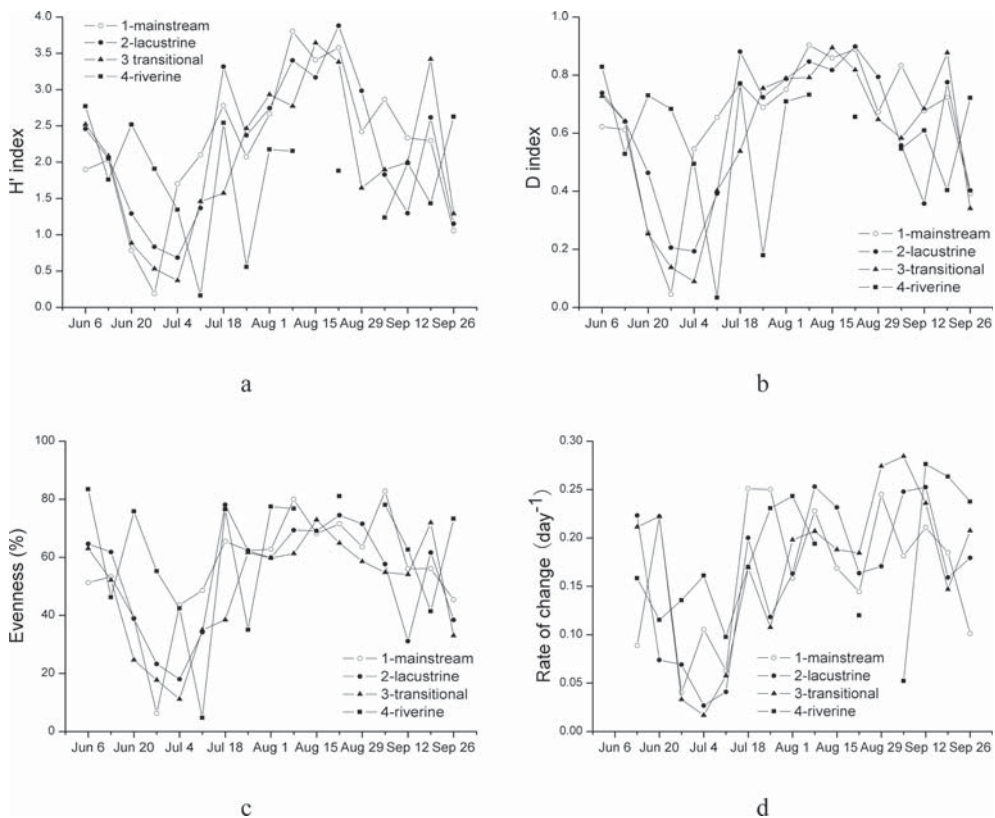 4.0
3.5
3.0
2.5
2.0
1.5
1.0
0.5
0.0
H' index
1-mainstream
2-lacustrine
3 transitional
4-riverine
Jun 6 Jun 20 Jul 4 Jul 18 Aug 1 Aug 15 Aug 29 Sep 12 Sep 26
a
1.0
0.8
0.6
0.4
0.2
0.0
D index
1-mainstream
2-lacustrine
3-transitional
4-riverine
Jun 6 Jun 20 Jul 4 Jul 18 Aug 1 Aug 15 Aug 29 Sep 12 Sep 26
b
100
80
60
40
20
0
Evenness (%)
1-mainstream
2-lacustrine
3-transitional
4-riverine
Jun 6 Jun 20 Jul 4 Jul 18 Aug 1 Aug 15 Aug 29 Sep 12 Sep 26
c
0.30
0.25
0.20
0.15
0.10
0.05
0.00
Rate of change (day⁻¹)
1-mainstream
2-lacustrine
3-transitional
4-riverine
Jun 6 Jun 20 Jul 4 Jul 18 Aug 1 Aug 15 Aug 29 Sep 12 Sep 26
d